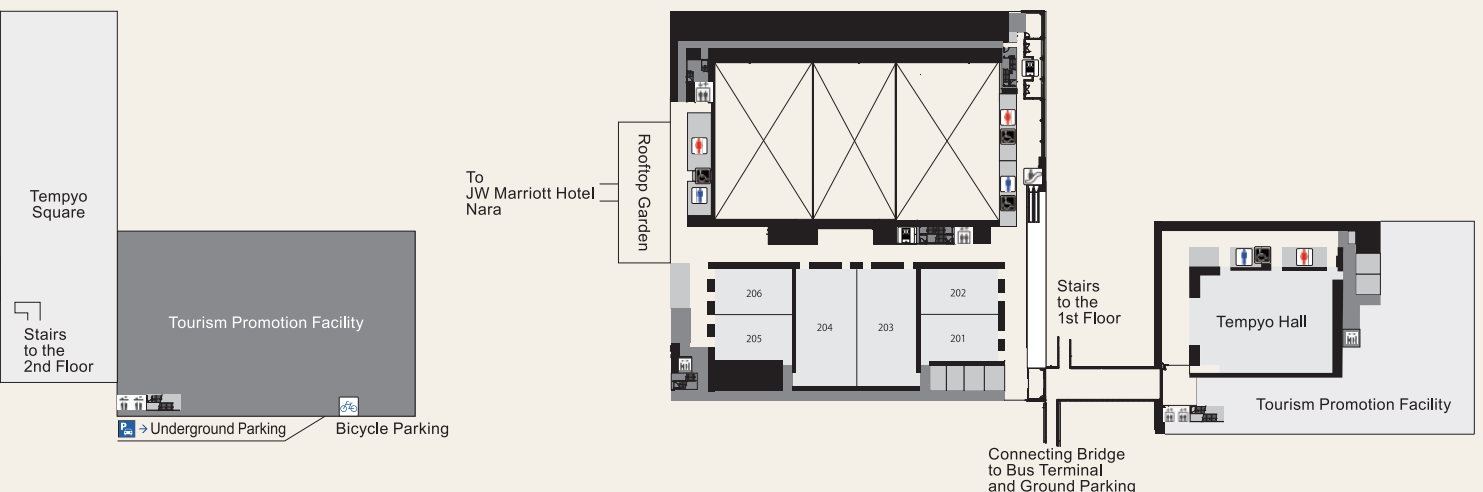 Tempyo
Square
Stairs
to the
2nd Floor
Tourism Promotion Facility
P
→ Underground Parking
Bicycle Parking
To
JW Marriott Hotel
Nara
Rooftop Garden
206
205
204
203
202
201
Stairs
to the
1st Floor
Connecting Bridge
to Bus Terminal
and Ground Parking
Tempyo Hall
Tourism Promotion Facility